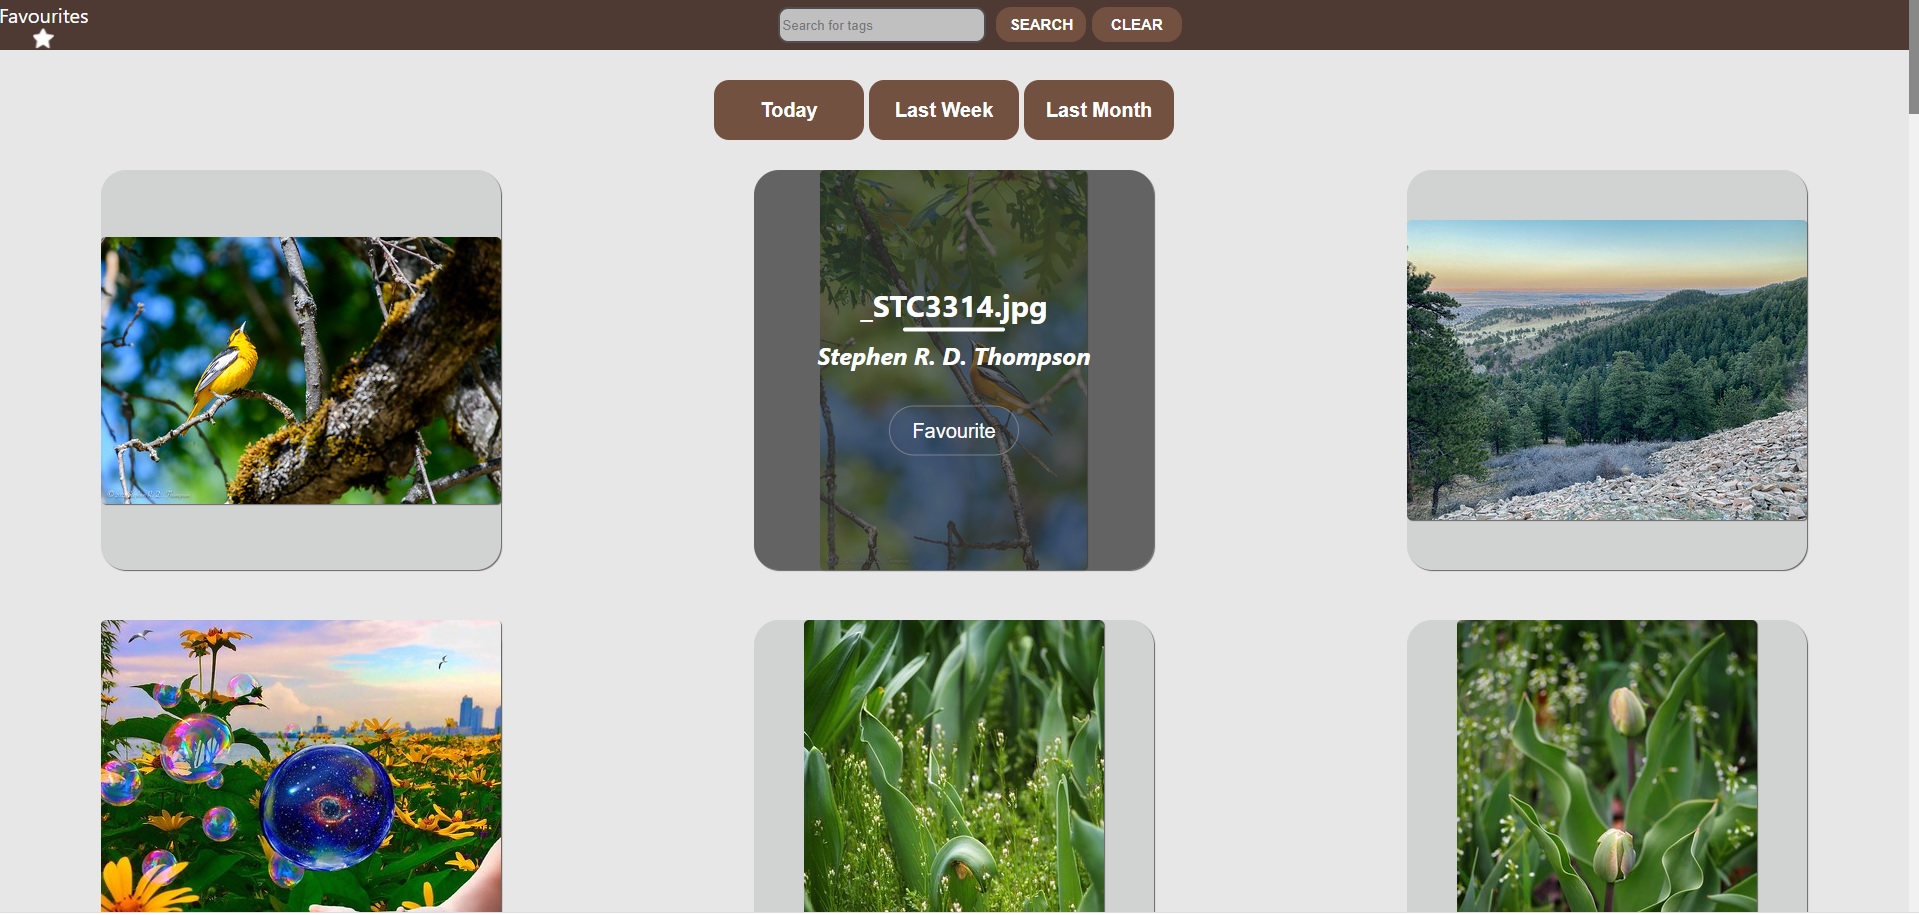 Favourites
Search for tags
SEARCH
CLEAR
Today
Last Week
Last Month
_STC3314.jpg
Stephen R. D. Thompson
Favourite